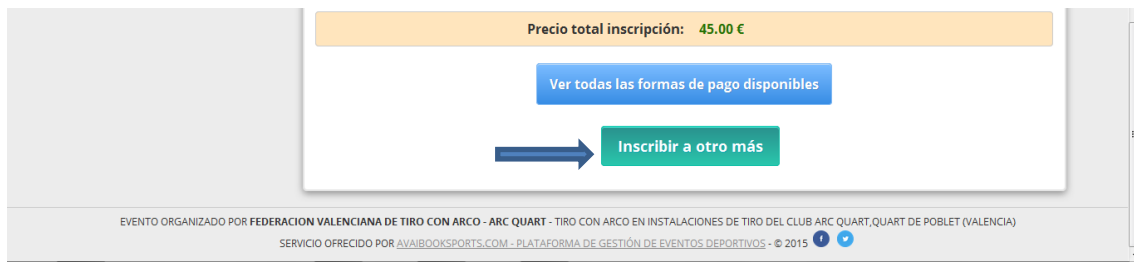 Precio total inscripción: 45.00 €
Ver todas las formas de pago disponibles
Inscribir a otro más
EVENTO ORGANIZADO POR FEDERACION VALENCIANA DE TIRO CON ARCO - ARC QUART - TIRO CON ARCO EN INSTALACIONES DE TIRO DEL CLUB ARC QUART,QUART DE POBLET (VALENCIA)
SERVICIO OFRECIDO POR AVAIBOOKSPORTS.COM - PLATAFORMA DE GESTIÓN DE EVENTOS DEPORTIVOS - © 2015